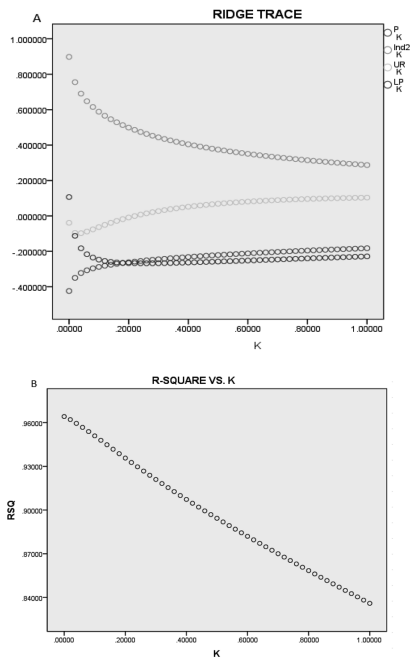 A
RIDGE TRACE
P
K
Ind2
K
UR
K
LP
K
1.000000
.800000
.600000
.400000
.200000
.000000
-.200000
-.400000
.00000 .20000 .40000 .60000 .80000 1.00000
K
B
R-SQUARE VS. K
RSQ
.96000
.93000
.90000
.87000
.84000
.00000 .20000 .40000 .60000 .80000 1.00000
K